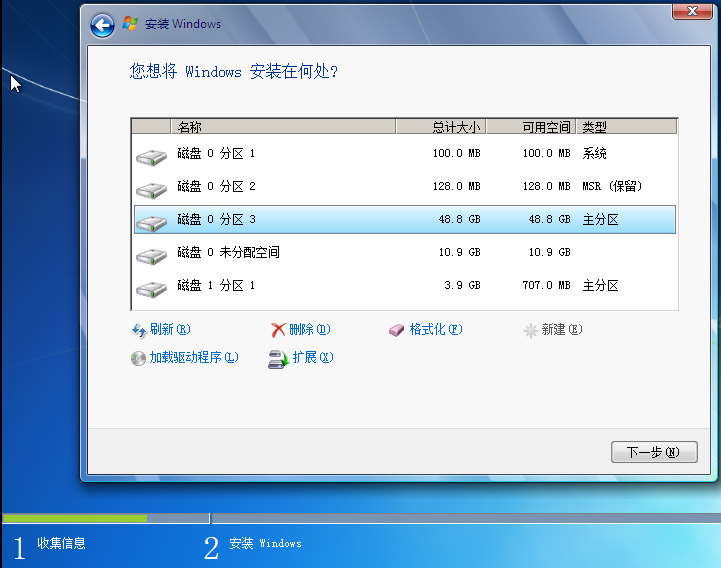 安装 Windows
您想将 Windows 安装在何处?
名称 总计大小 可用空间 类型
磁盘 0 分区 1 100.0 MB 100.0 MB 系统
磁盘 0 分区 2 128.0 MB 128.0 MB MSR (保留)
磁盘 0 分区 3 48.8 GB 48.8 GB 主分区
磁盘 0 未分配空间 10.9 GB 10.9 GB
磁盘 1 分区 1 3.9 GB 707.0 MB 主分区
刷新(R) 删除(D) 格式化(F) 新建(E)
加载驱动程序(L) 扩展(X)
下一步(N)
1 收集信息 2 安装 Windows